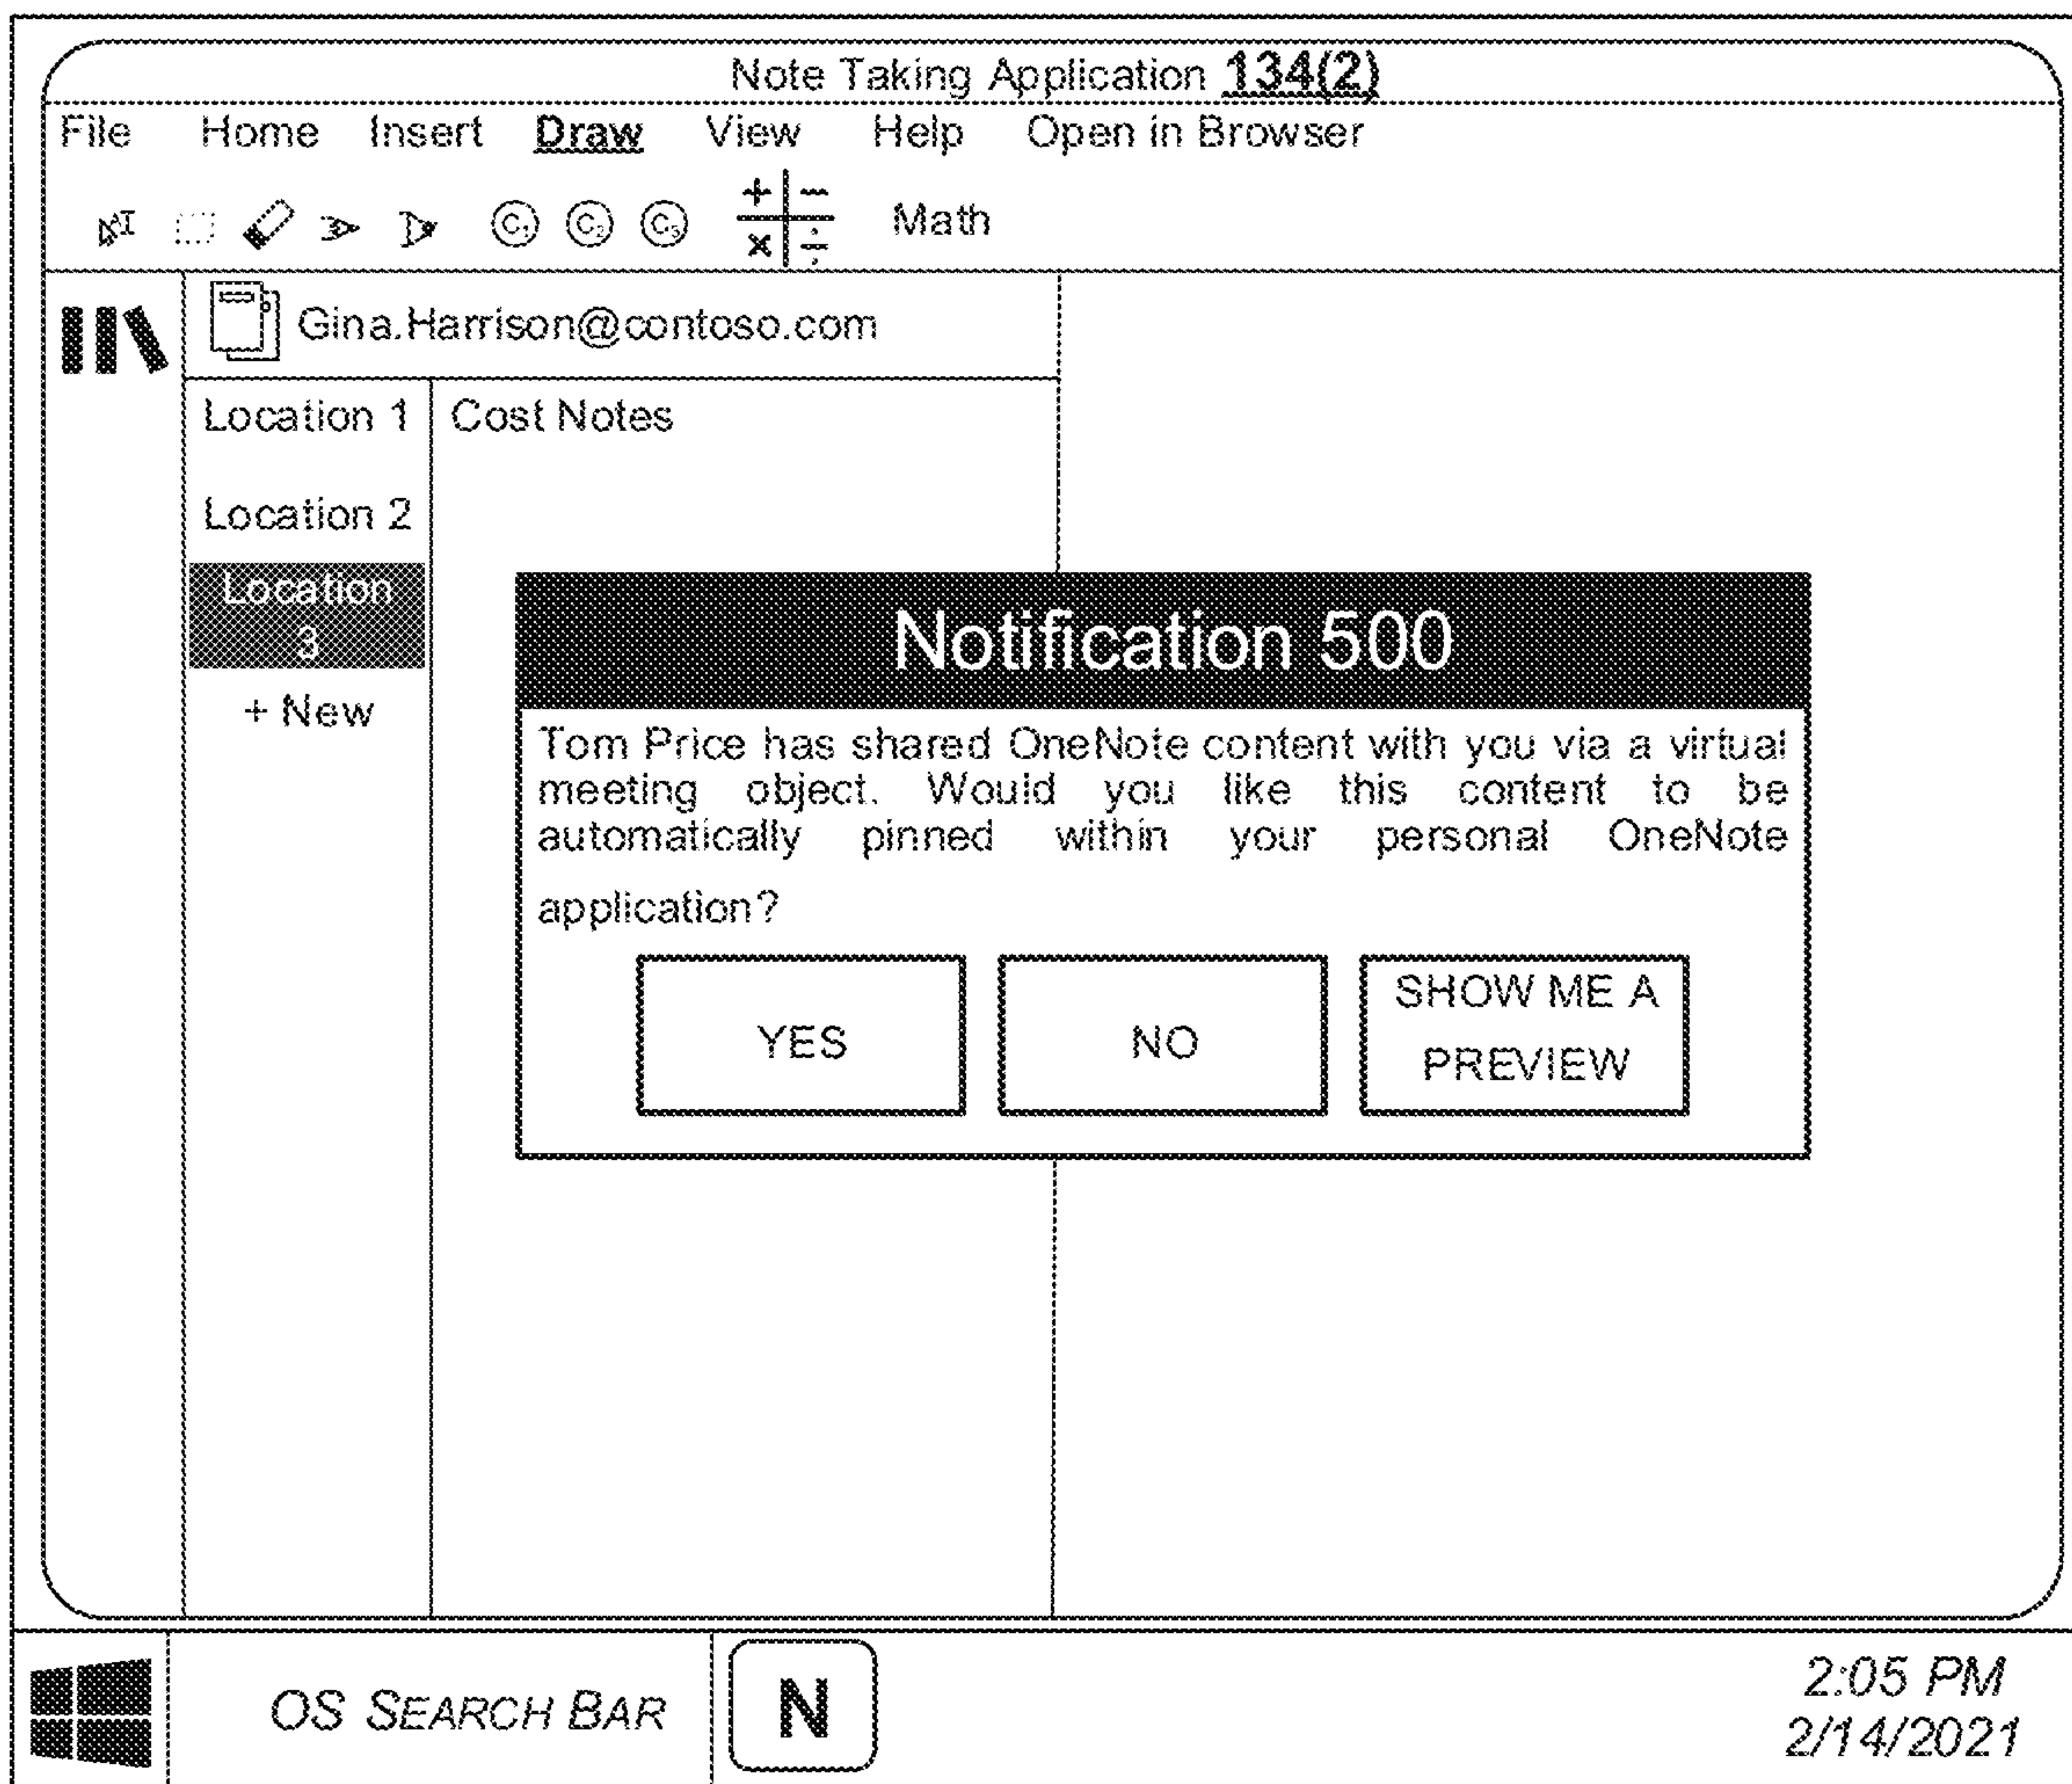 Note Taking Application 134(2)
File Home Insert Draw View Help Open in Browser
C1 C2 C3 + − × ÷ Math
Gina.Harrison@contoso.com
Location 1
Cost Notes
Location 2
Location
3
+ New
Notification 500
Tom Price has shared OneNote content with you via a virtual
meeting object. Would you like this content to be
automatically pinned within your personal OneNote
application?
YES
NO
SHOW ME A
PREVIEW
OS SEARCH BAR
N
2:05 PM
2/14/2021